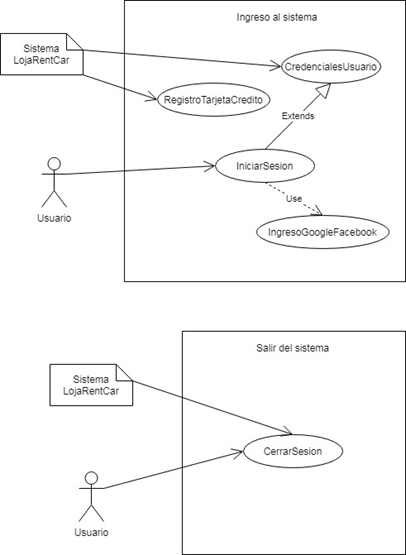 Ingreso al sistema
Sistema
LojaRentCar
CredencialesUsuario
RegistroTarjetaCredito
Extends
IniciarSesion
Usuario
Use
IngresoGoogleFacebook
Salir del sistema
Sistema
LojaRentCar
CerrarSesion
Usuario